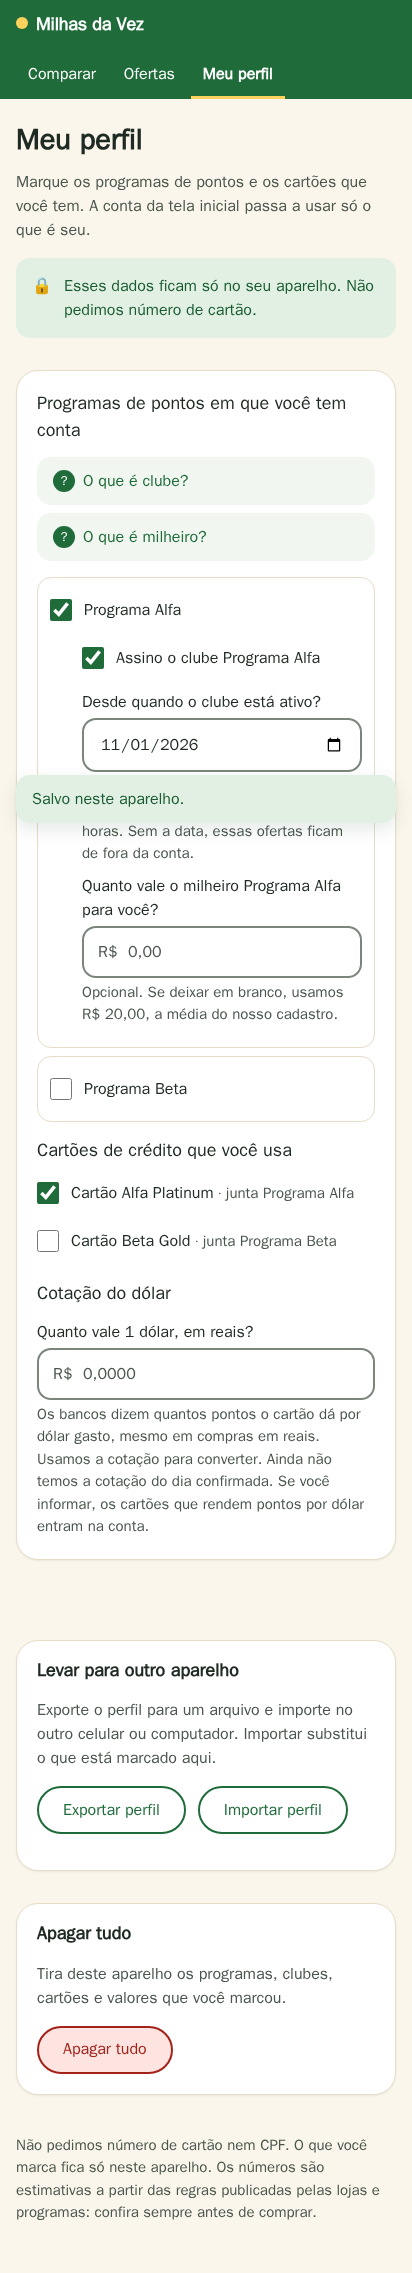 Milhas da Vez
Comparar Ofertas Meu perfil
Meu perfil
Marque os programas de pontos e os cartões que
você tem. A conta da tela inicial passa a usar só o
que é seu.
Esses dados ficam só no seu aparelho. Não
pedimos número de cartão.
Programas de pontos em que você tem
conta
? O que é clube?
? O que é milheiro?
Programa Alfa
Assino o clube Programa Alfa
Desde quando o clube está ativo?
11/01/2026
Salvo neste aparelho.
horas. Sem a data, essas ofertas ficam
de fora da conta.
Quanto vale o milheiro Programa Alfa
para você?
R$ 0,00
Opcional. Se deixar em branco, usamos
R$ 20,00, a média do nosso cadastro.
Programa Beta
Cartões de crédito que você usa
Cartão Alfa Platinum · junta Programa Alfa
Cartão Beta Gold · junta Programa Beta
Cotação do dólar
Quanto vale 1 dólar, em reais?
R$ 0,0000
Os bancos dizem quantos pontos o cartão dá por
dólar gasto, mesmo em compras em reais.
Usamos a cotação para converter. Ainda não
temos a cotação do dia confirmada. Se você
informar, os cartões que rendem pontos por dólar
entram na conta.
Levar para outro aparelho
Exporte o perfil para um arquivo e importe no
outro celular ou computador. Importar substitui
o que está marcado aqui.
Exportar perfil Importar perfil
Apagar tudo
Tira deste aparelho os programas, clubes,
cartões e valores que você marcou.
Apagar tudo
Não pedimos número de cartão nem CPF. O que você
marca fica só neste aparelho. Os números são
estimativas a partir das regras publicadas pelas lojas e
programas: confira sempre antes de comprar.